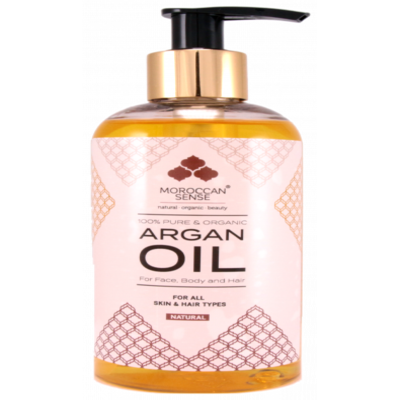 MOROCCAN®
SENSE
natural organic beauty
100% PURE & ORGANIC
ARGAN
OIL
For Face, Body and Hair
FOR ALL
SKIN & HAIR TYPES
NATURAL